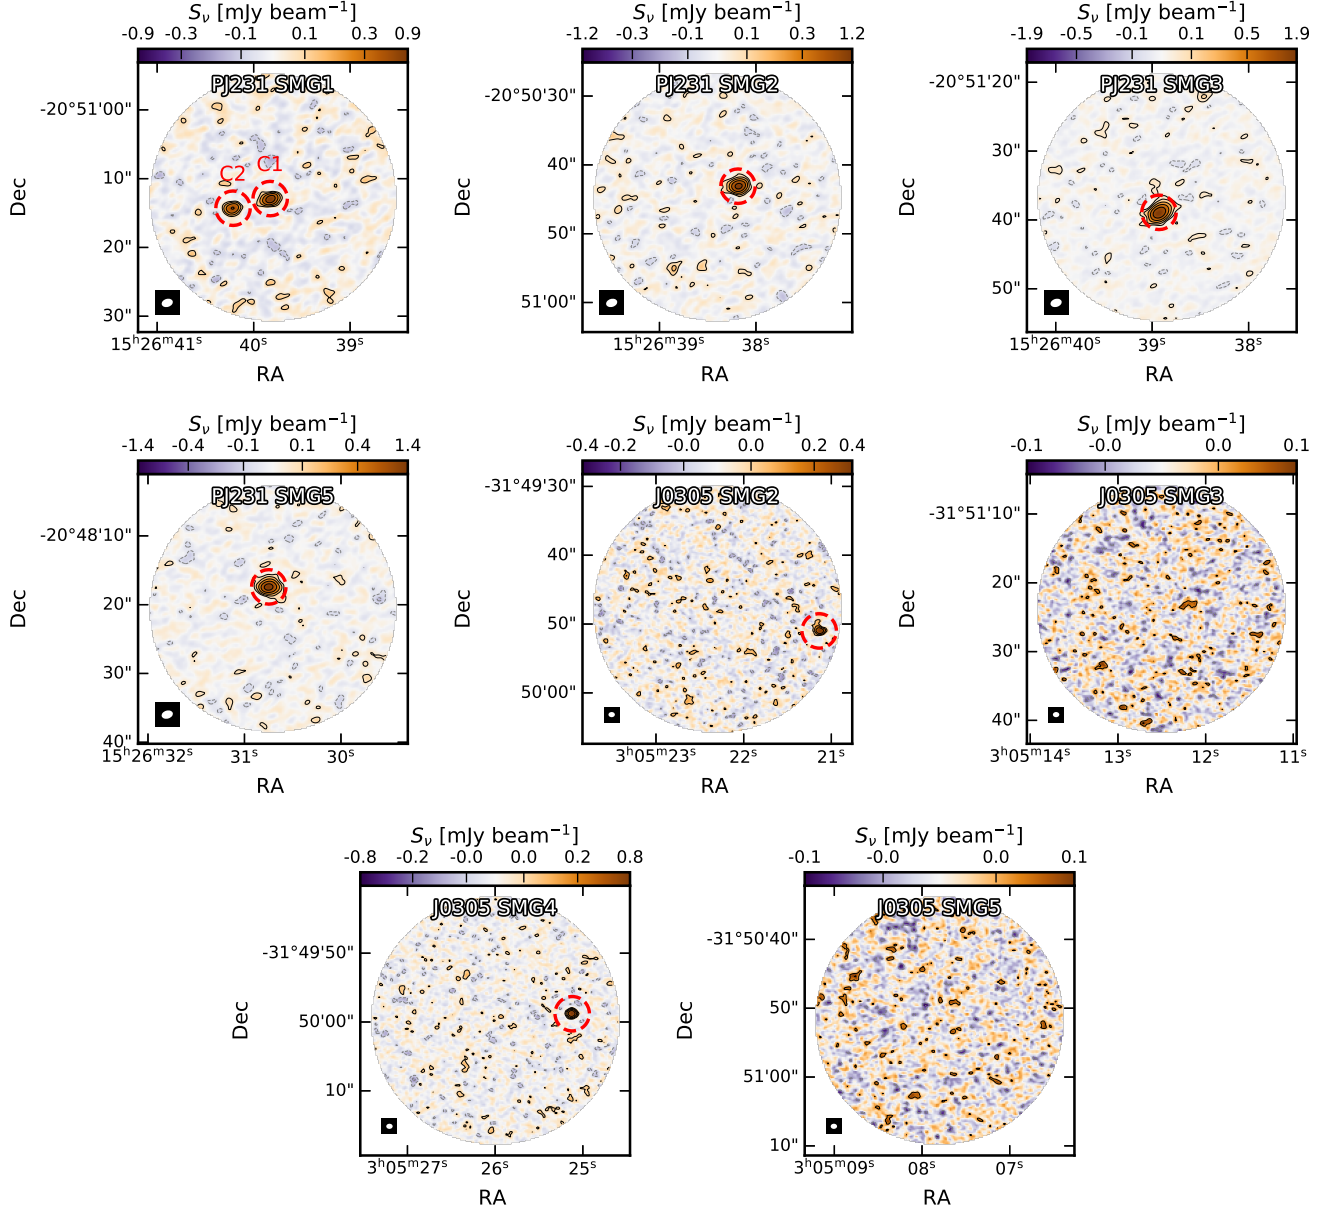 Sν [mJy beam−1] Sν [mJy beam−1] Sν [mJy beam−1]
-0.9 -0.3 -0.1 0.1 0.3 0.9 -1.2 -0.3 -0.1 0.1 0.3 1.2 -1.9 -0.5 -0.1 0.1 0.5 1.9
PJ231 SMG1 PJ231 SMG2 PJ231 SMG3
-20°51'00" -20°50'30" -20°51'20"
C2 C1
10" 40" 30"
20" 50" 40"
30" 51'00" 50"
15h26m41s 40s 39s 15h26m39s 38s 15h26m40s 39s 38s
Dec Dec Dec
RA RA RA
Sν [mJy beam−1] Sν [mJy beam−1] Sν [mJy beam−1]
-1.4 -0.4 -0.1 0.1 0.4 1.4 -0.4 -0.2 -0.0 0.0 0.2 0.4 -0.1 -0.0 0.0 0.1
PJ231 SMG5 J0305 SMG2 J0305 SMG3
-20°48'10" -31°49'30" -31°51'10"
20" 40" 20"
30" 50" 30"
40" 50'00" 40"
15h26m32s 31s 30s 3h05m23s 22s 21s 3h05m14s 13s 12s 11s
Dec Dec Dec
RA RA RA
Sν [mJy beam−1] Sν [mJy beam−1]
-0.8 -0.2 -0.0 0.0 0.2 0.8 -0.1 -0.0 0.0 0.1
J0305 SMG4 J0305 SMG5
-31°49'50" -31°50'40"
50'00" 50"
10" 51'00"
10"
3h05m27s 26s 25s 3h05m09s 08s 07s
Dec Dec
RA RA